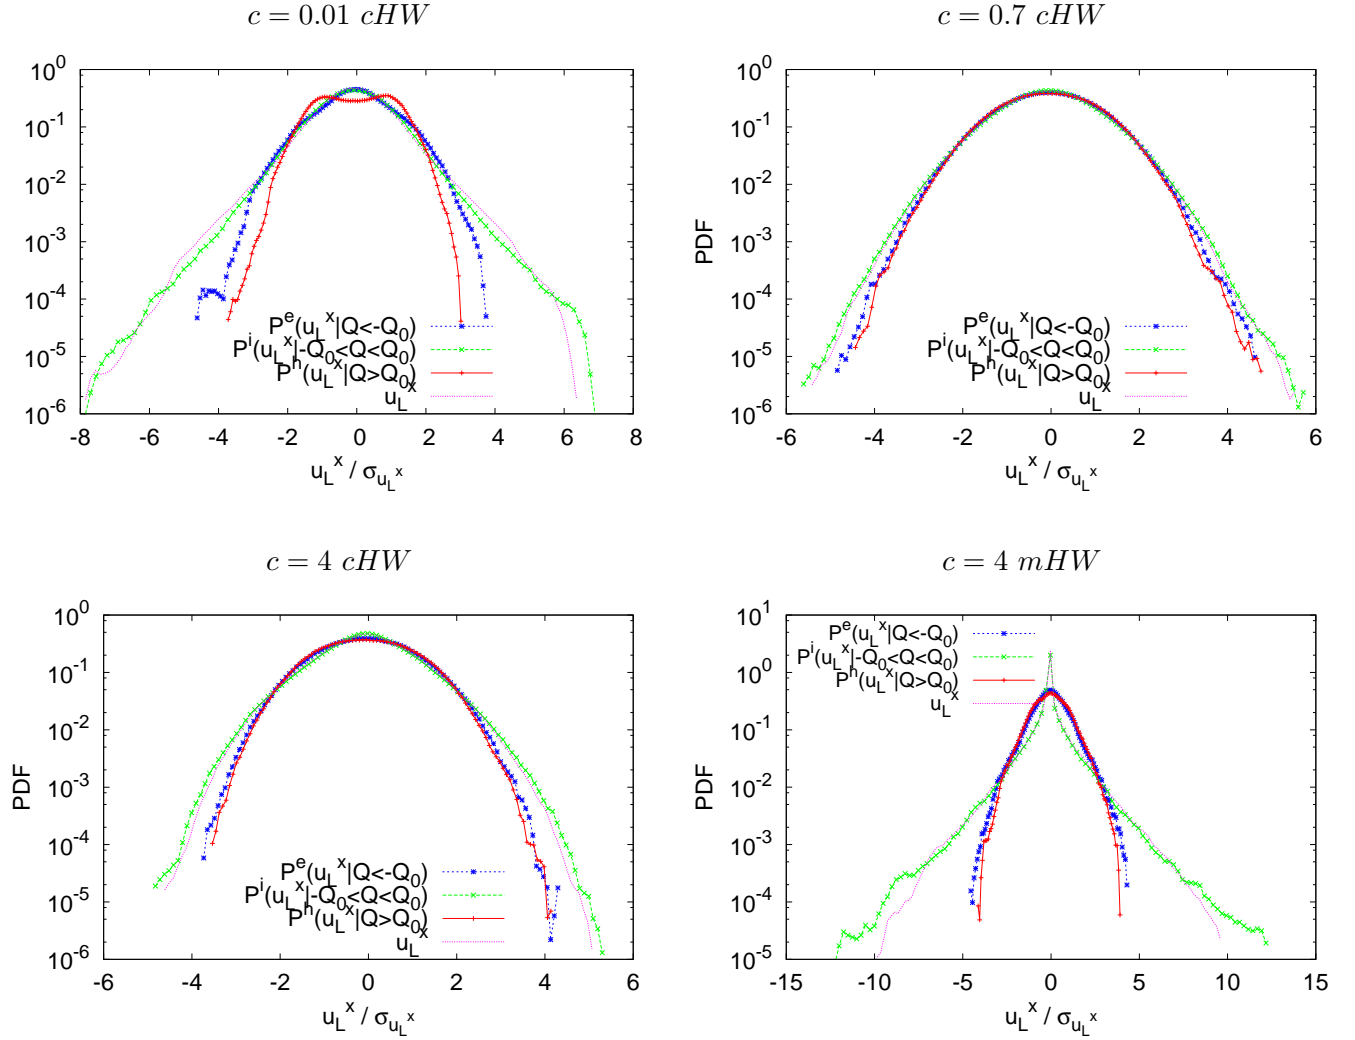 c = 0.01 cHW
10^0
10^-1
10^-2
10^-3
10^-4
10^-5
10^-6
-8 -6 -4 -2 0 2 4 6 8
u_L^x / σ_{u_L^x}
P^e(u_L^x|Q<-Q_0)
P^i(u_L^x|-Q_0<Q<Q_0)
P^h(u_L^x|Q>Q_0)
u_L^x
c = 0.7 cHW
PDF
10^0
10^-1
10^-2
10^-3
10^-4
10^-5
10^-6
-6 -4 -2 0 2 4 6
u_L^x / σ_{u_L^x}
P^e(u_L^x|Q<-Q_0)
P^i(u_L^x|-Q_0<Q<Q_0)
P^h(u_L^x|Q>Q_0)
u_L^x
c = 4 cHW
PDF
10^0
10^-1
10^-2
10^-3
10^-4
10^-5
10^-6
-6 -4 -2 0 2 4 6
u_L^x / σ_{u_L^x}
P^e(u_L^x|Q<-Q_0)
P^i(u_L^x|-Q_0<Q<Q_0)
P^h(u_L^x|Q>Q_0)
u_L^x
c = 4 mHW
PDF
10^1
10^0
10^-1
10^-2
10^-3
10^-4
10^-5
-15 -10 -5 0 5 10 15
u_L^x / σ_{u_L^x}
P^e(u_L^x|Q<-Q_0)
P^i(u_L^x|-Q_0<Q<Q_0)
P^h(u_L^x|Q>Q_0)
u_L^x